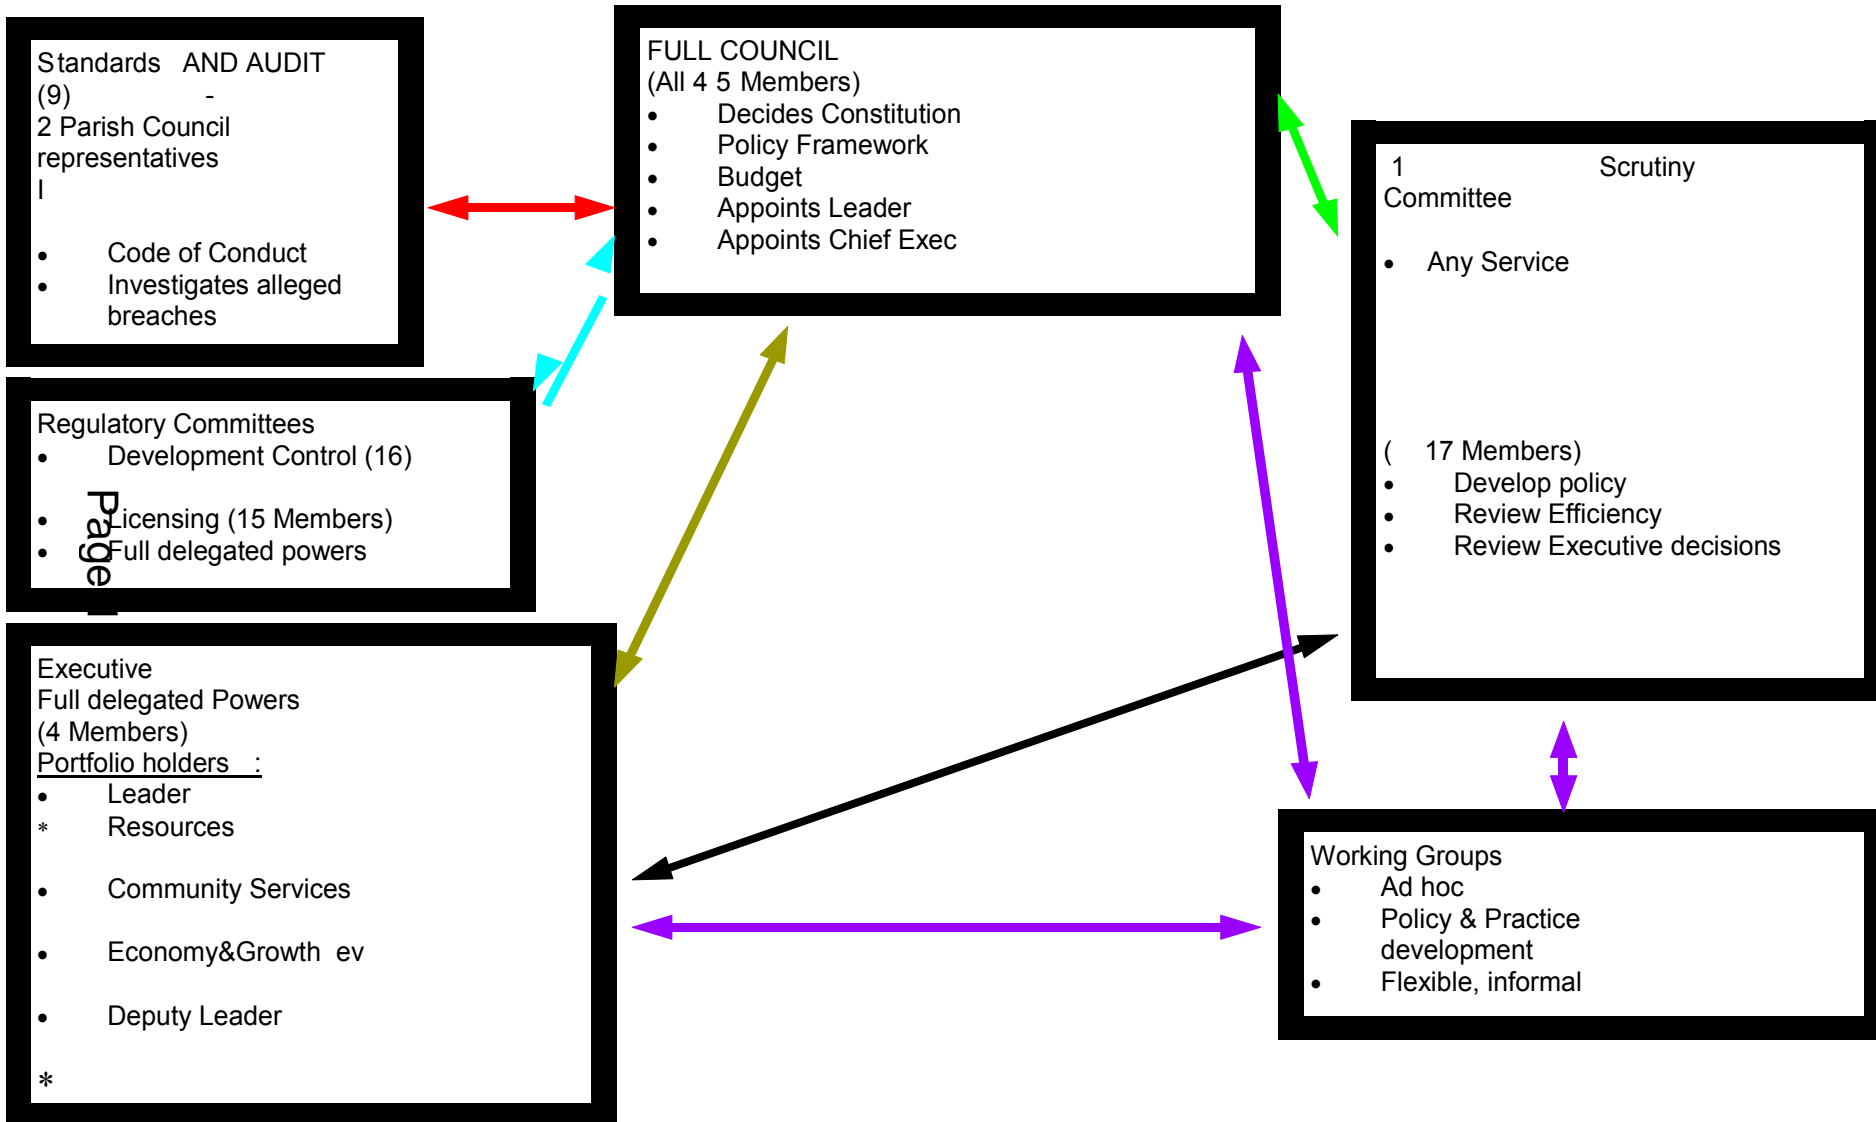 Standards AND AUDIT
(9) -
2 Parish Council
representatives
I
• Code of Conduct
• Investigates alleged
breaches
FULL COUNCIL
(All 4 5 Members)
• Decides Constitution
• Policy Framework
• Budget
• Appoints Leader
• Appoints Chief Exec
1 Scrutiny
Committee
• Any Service
( 17 Members)
• Develop policy
• Review Efficiency
• Review Executive decisions
Regulatory Committees
• Development Control (16)
• Licensing (15 Members)
• Full delegated powers
Page
Executive
Full delegated Powers
(4 Members)
Portfolio holders :
• Leader
* Resources
• Community Services
• Economy&Growth ev
• Deputy Leader
*
Working Groups
• Ad hoc
• Policy & Practice
development
• Flexible, informal